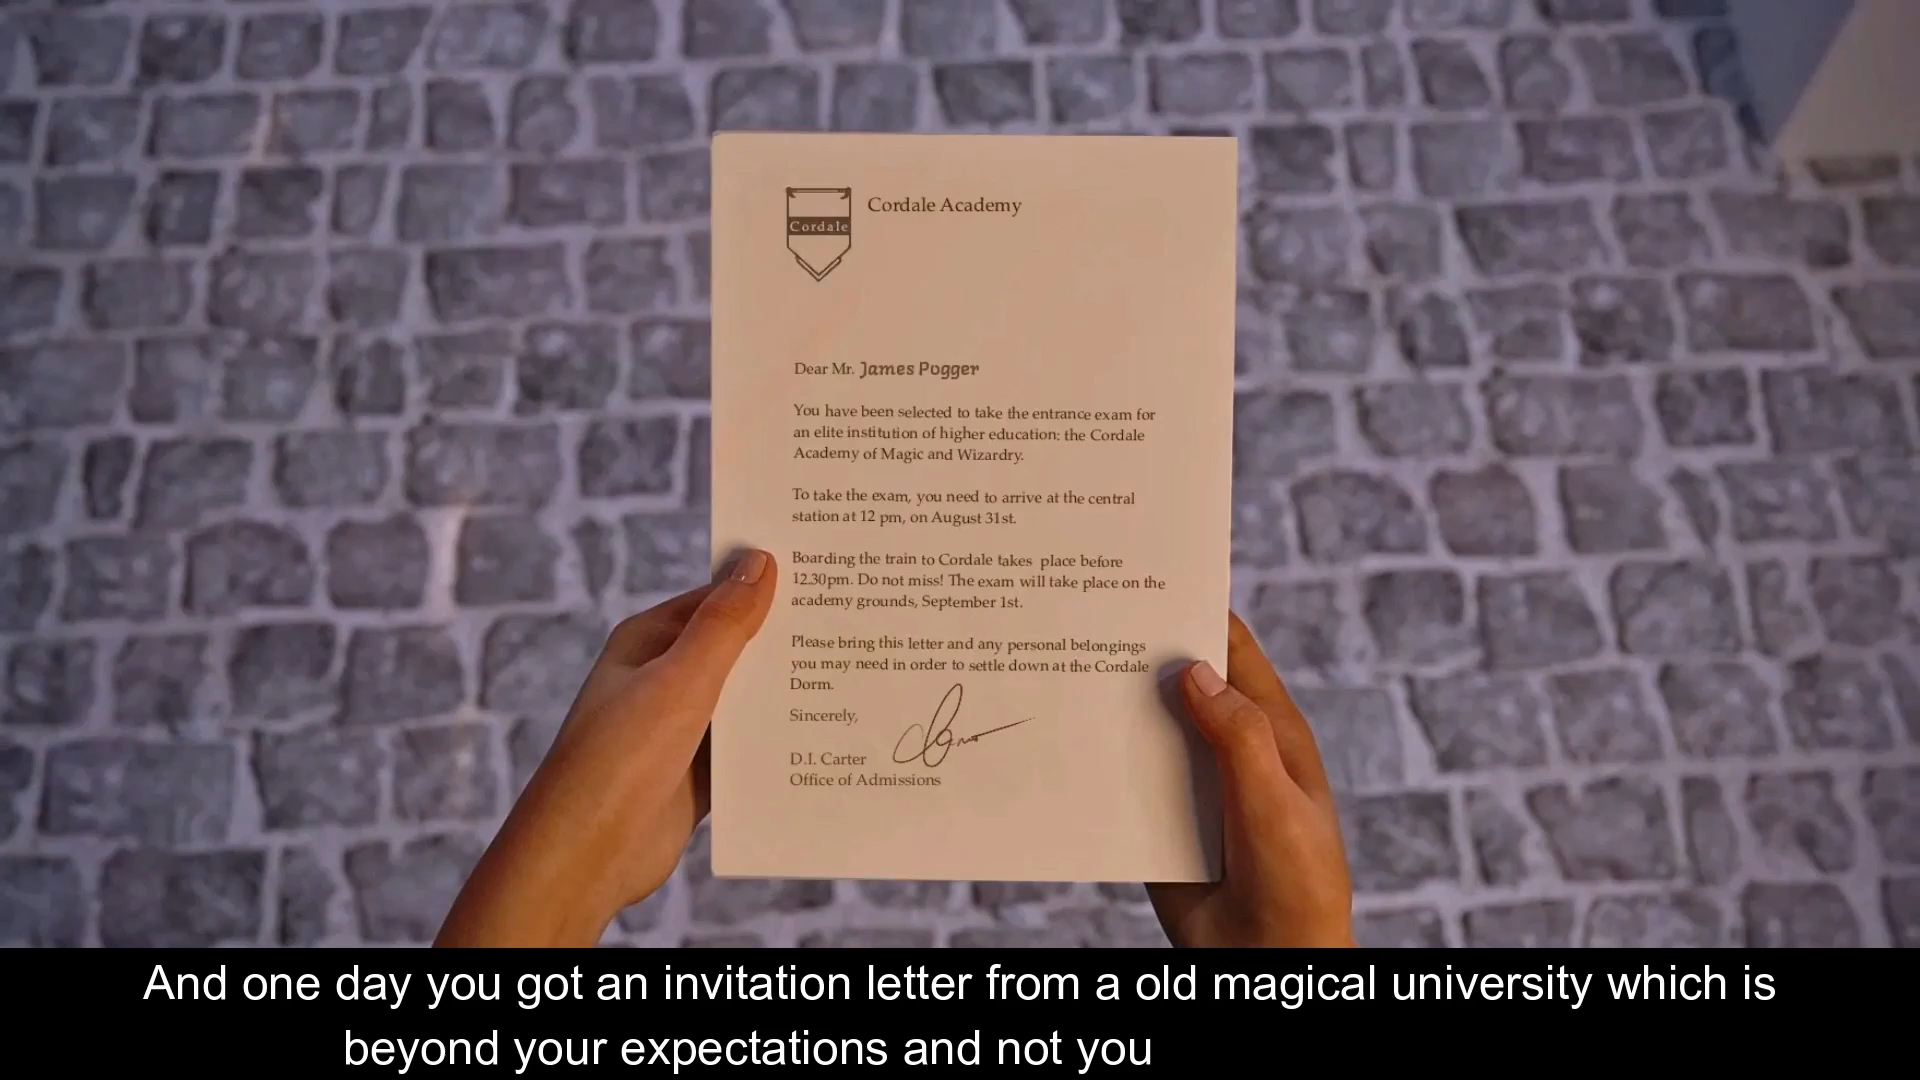 Cordale Academy
Cordale
Dear Mr. James Pogger
You have been selected to take the entrance exam for
an elite institution of higher education: the Cordale
Academy of Magic and Wizardry.
To take the exam, you need to arrive at the central
station at 12 pm, on August 31st.
Boarding the train to Cordale takes place before
12.30pm. Do not miss! The exam will take place on the
academy grounds, September 1st.
Please bring this letter and any personal belongings
you may need in order to settle down at the Cordale
Dorm.
Sincerely,
D.I. Carter
Office of Admissions
And one day you got an invitation letter from a old magical university which is
beyond your expectations and not you